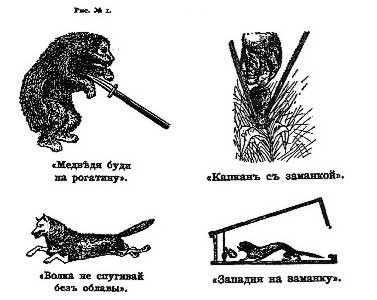 Рис. № 1.
«Медвѣдя буди
на рогатину».
«Капканъ съ заманкой».
«Волка не спугивай
безъ облавы».
«Западня на заманку».